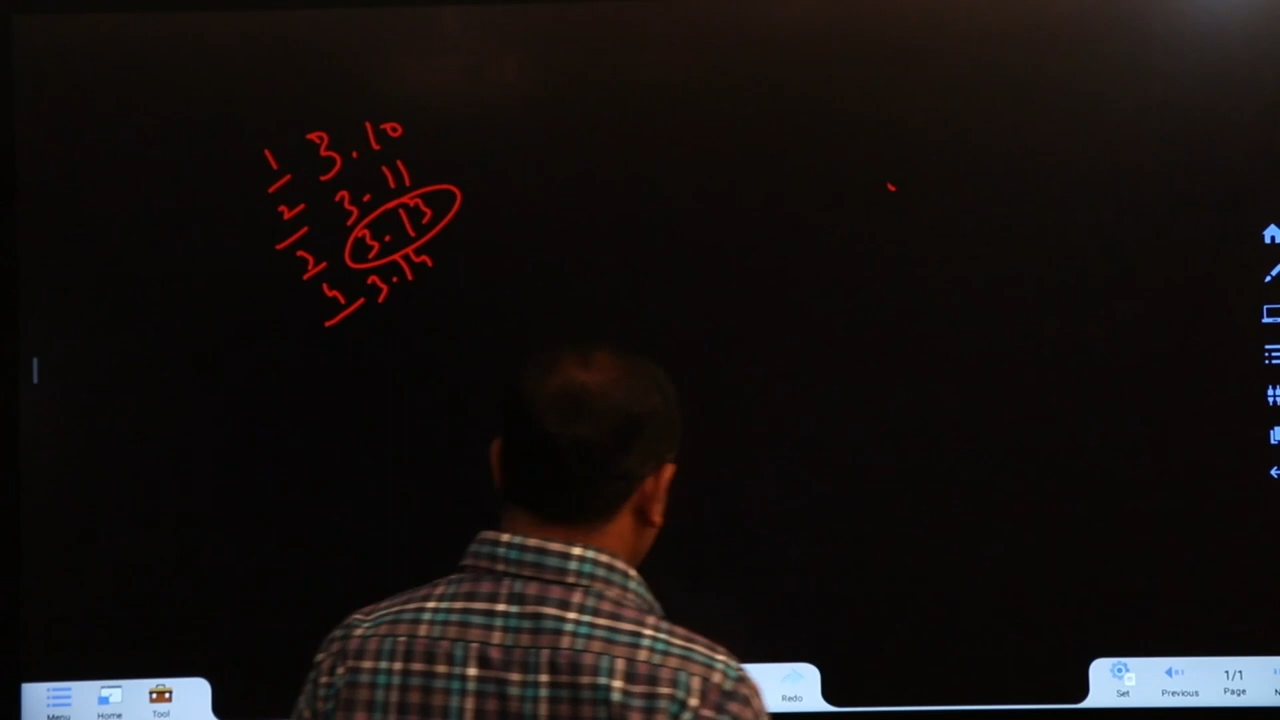 1 3.10
2 3.11
2 3.13
4 3.14
Menu
Home
Tool
Redo
Set
Previous
1/1
Page